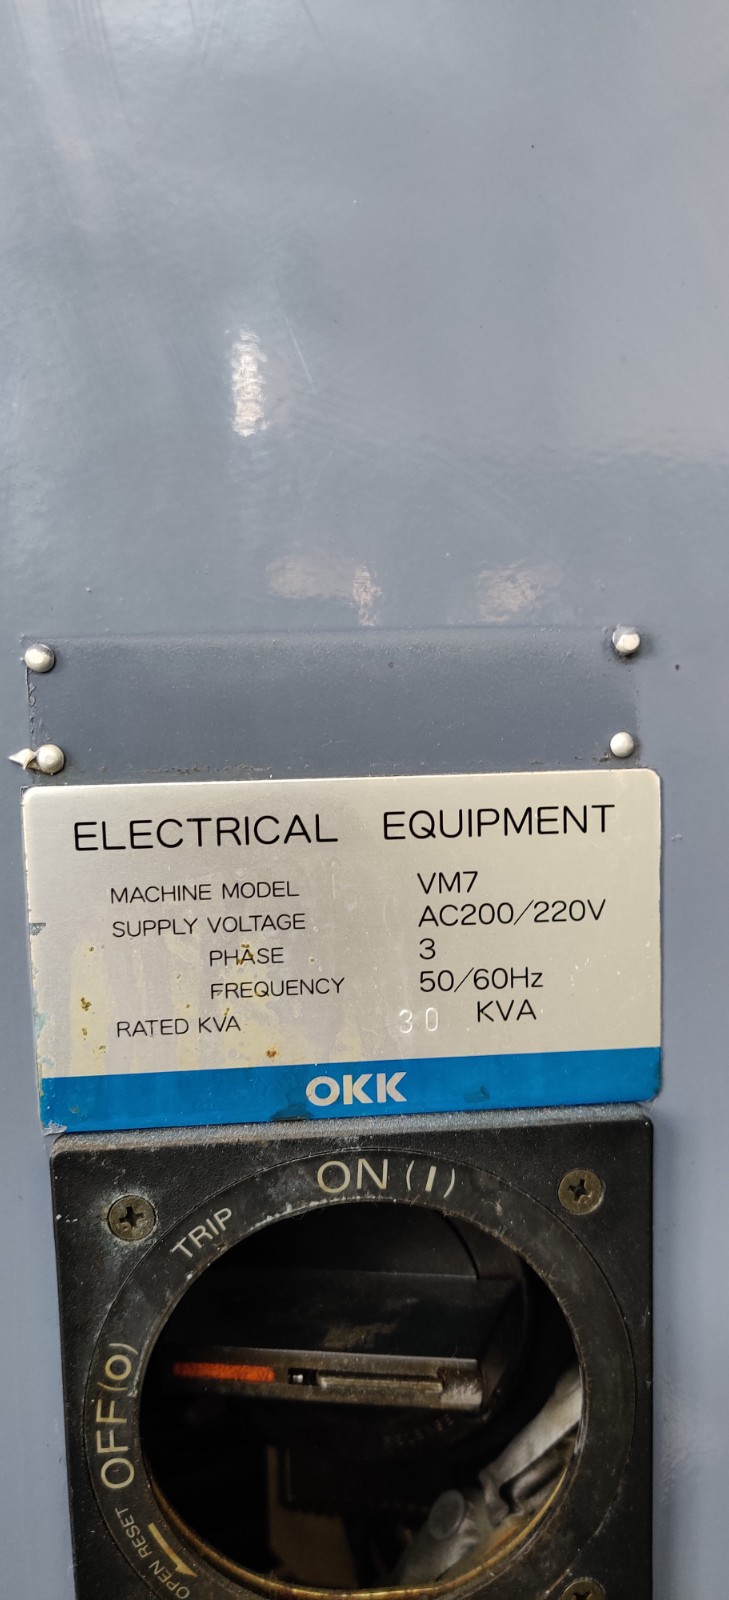 ELECTRICAL EQUIPMENT
MACHINE MODEL VM7
SUPPLY VOLTAGE AC200/220V
PHASE 3
FREQUENCY 50/60Hz
RATED KVA 30 KVA
OKK
ON(I)
TRIP
OFF(O)
OPEN RESET